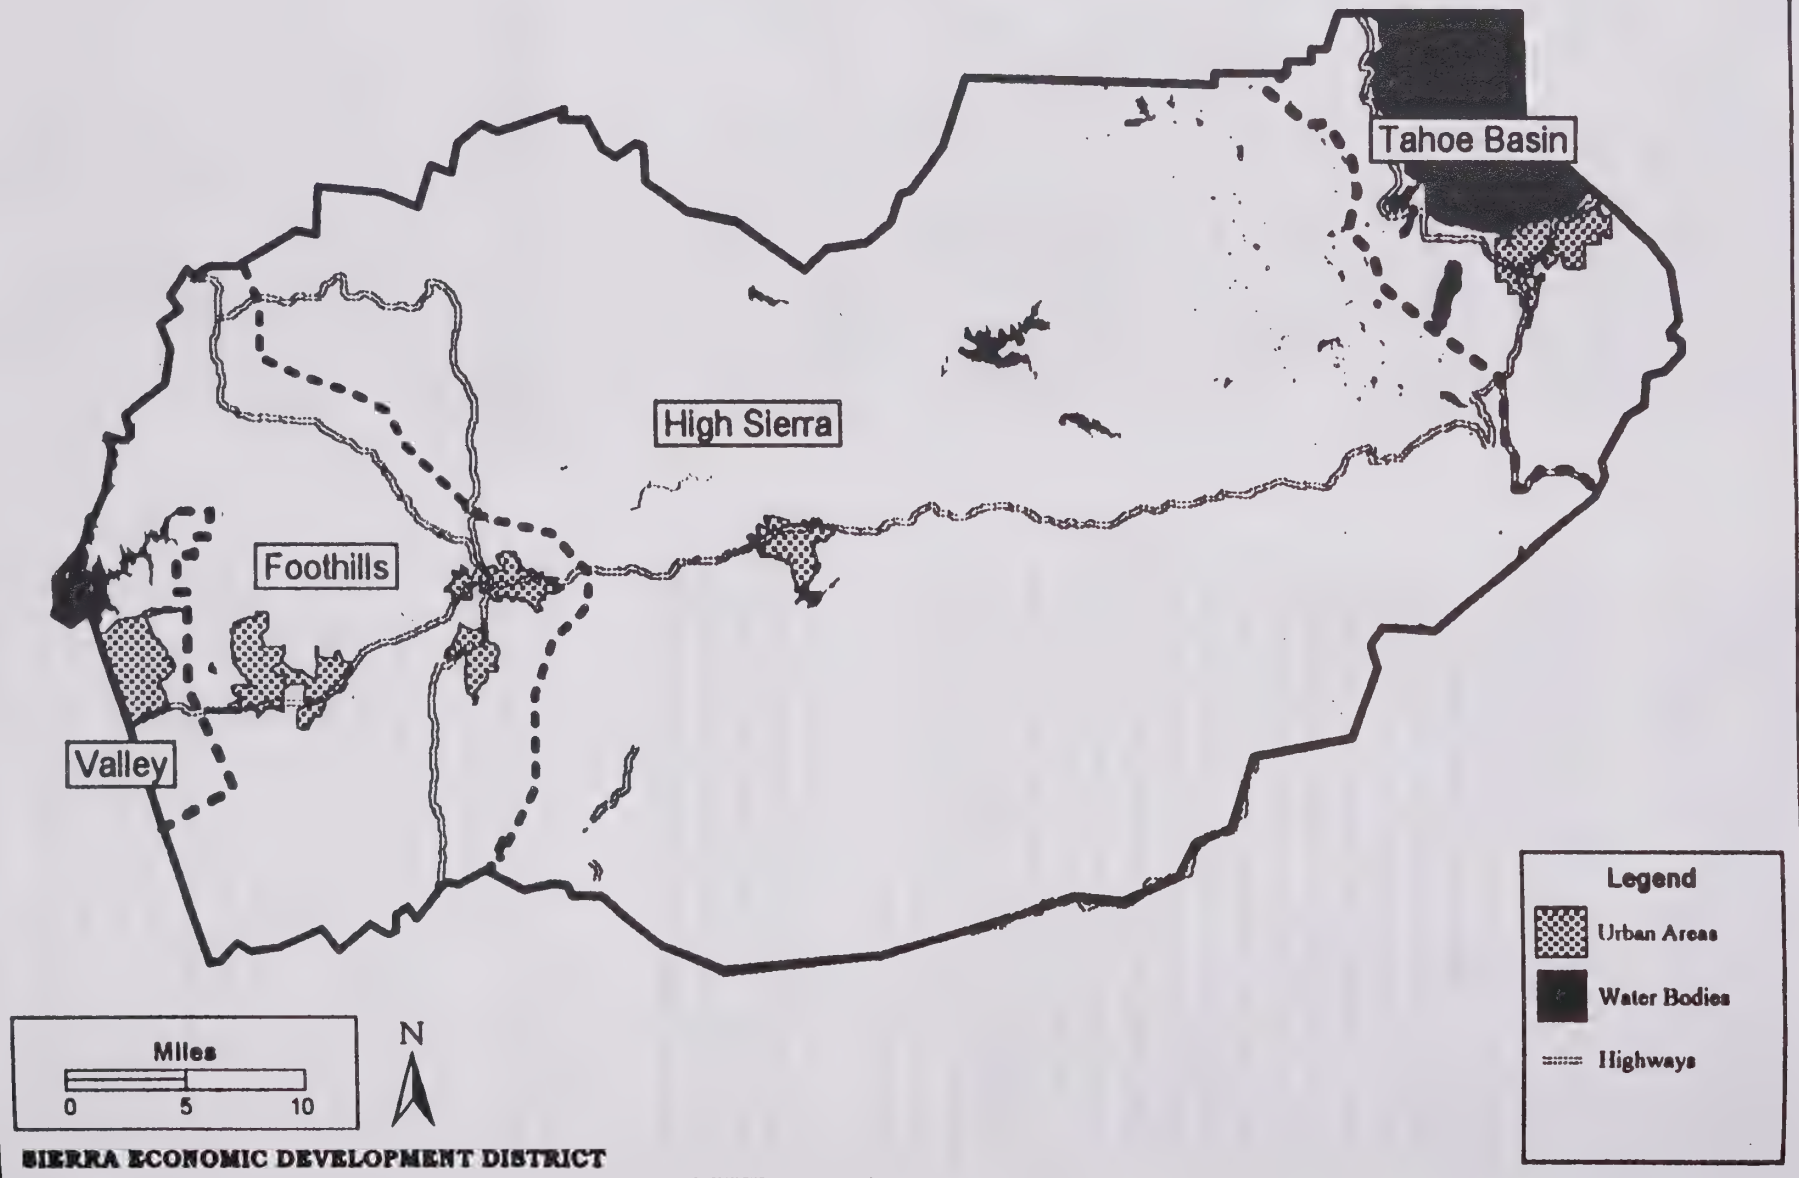 Tahoe Basin
High Sierra
Foothills
Valley
Legend
Urban Areas
Water Bodies
Highways
Miles
0 5 10
N
SIERRA ECONOMIC DEVELOPMENT DISTRICT